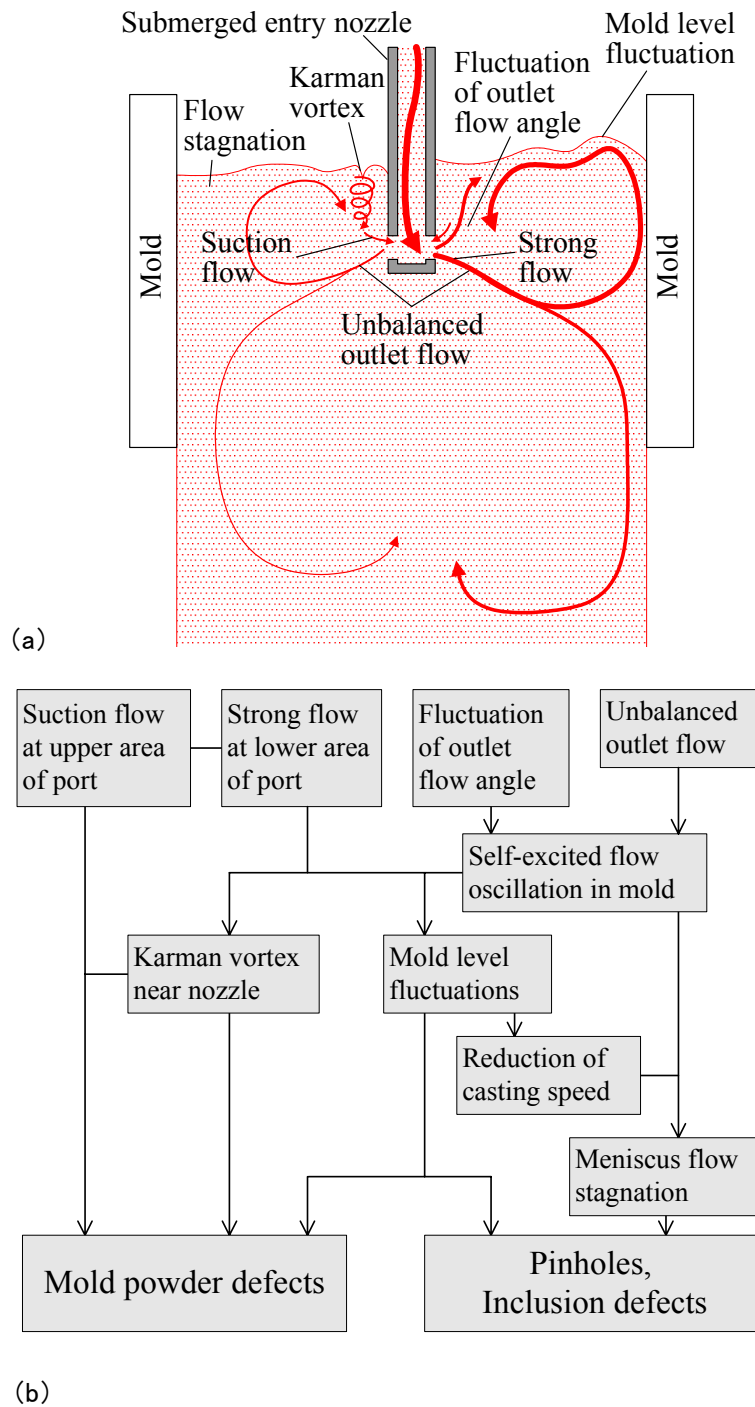 Submerged entry nozzle
Karman
vortex
Flow
stagnation
Fluctuation
of outlet
flow angle
Mold level
fluctuation
Suction
flow
Strong
flow
Unbalanced
outlet flow
Mold
Mold
(a)
Suction flow
at upper area
of port
Strong flow
at lower area
of port
Fluctuation
of outlet
flow angle
Unbalanced
outlet flow
Self-excited flow
oscillation in mold
Karman vortex
near nozzle
Mold level
fluctuations
Reduction of
casting speed
Meniscus flow
stagnation
Mold powder defects
Pinholes,
Inclusion defects
(b)